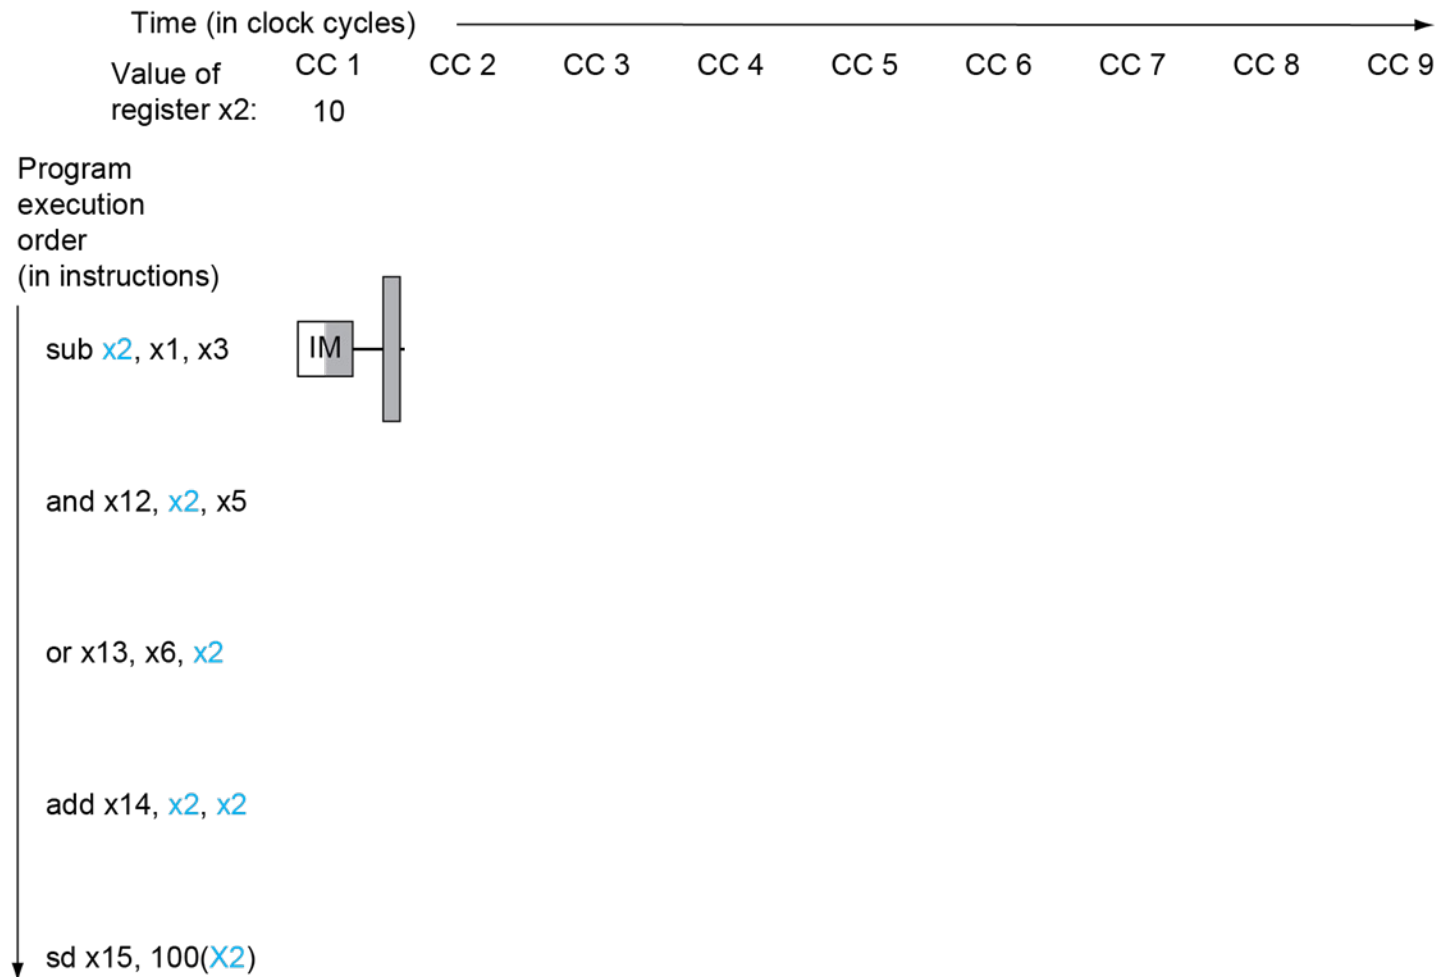 Time (in clock cycles)
Value of register x2:
CC 1 CC 2 CC 3 CC 4 CC 5 CC 6 CC 7 CC 8 CC 9
10
Program
execution
order
(in instructions)
sub x2, x1, x3
IM
and x12, x2, x5
or x13, x6, x2
add x14, x2, x2
sd x15, 100(X2)